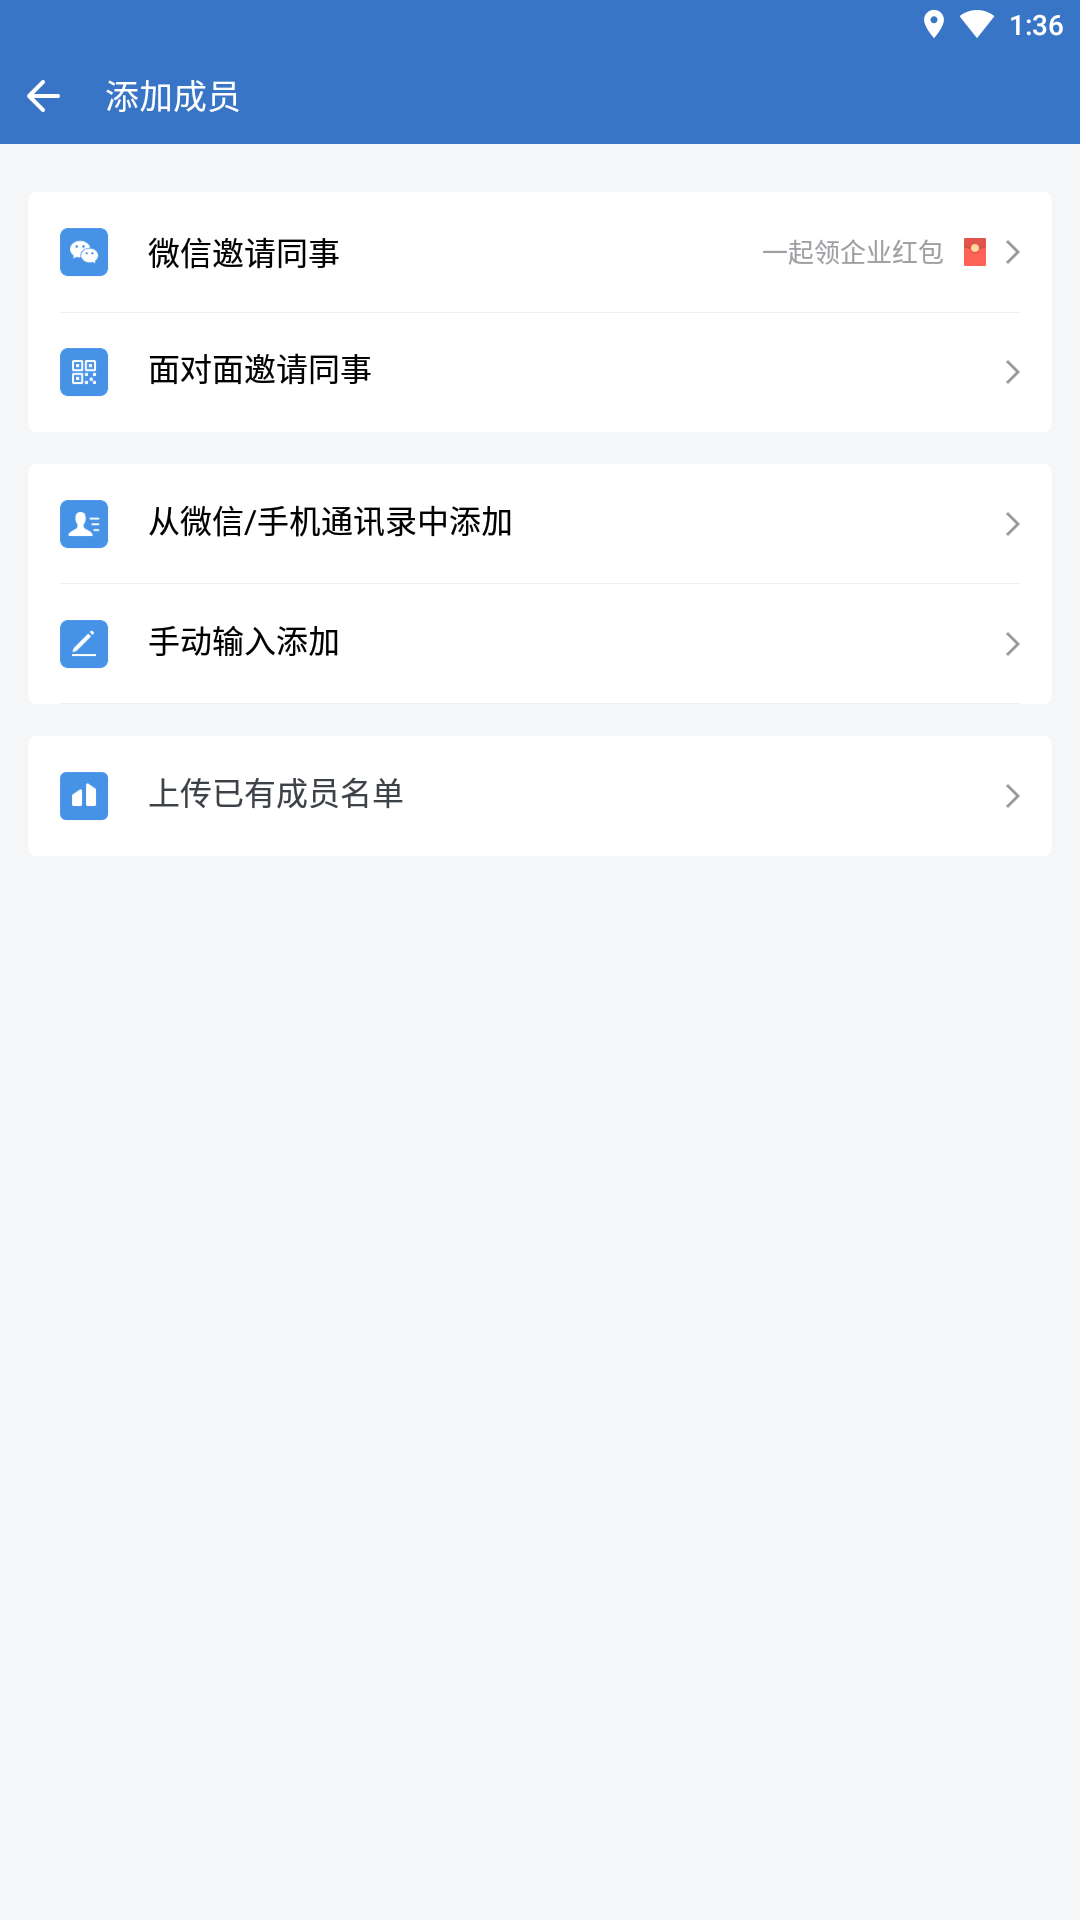 1:36
添加成员
微信邀请同事
一起领企业红包
面对面邀请同事
从微信/手机通讯录中添加
手动输入添加
上传已有成员名单